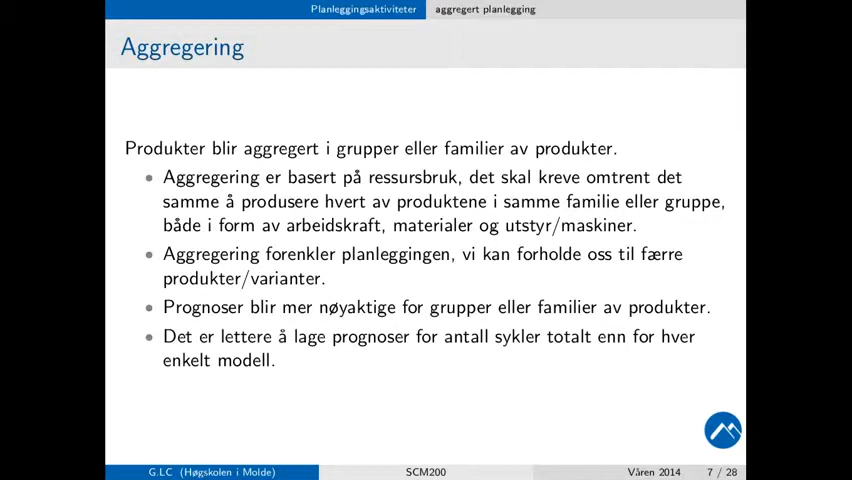 Planleggingsaktiviteter aggregert planlegging
Aggregering
Produkter blir aggregert i grupper eller familier av produkter.
Aggregering er basert på ressursbruk, det skal kreve omtrent det
samme å produsere hvert av produktene i samme familie eller gruppe,
både i form av arbeidskraft, materialer og utstyr/maskiner.
Aggregering forenkler planleggingen, vi kan forholde oss til færre
produkter/varianter.
Prognoser blir mer nøyaktige for grupper eller familier av produkter.
Det er lettere å lage prognoser for antall sykler totalt enn for hver
enkelt modell.
G.LC (Høgskolen i Molde) SCM200 Våren 2014 7 / 28